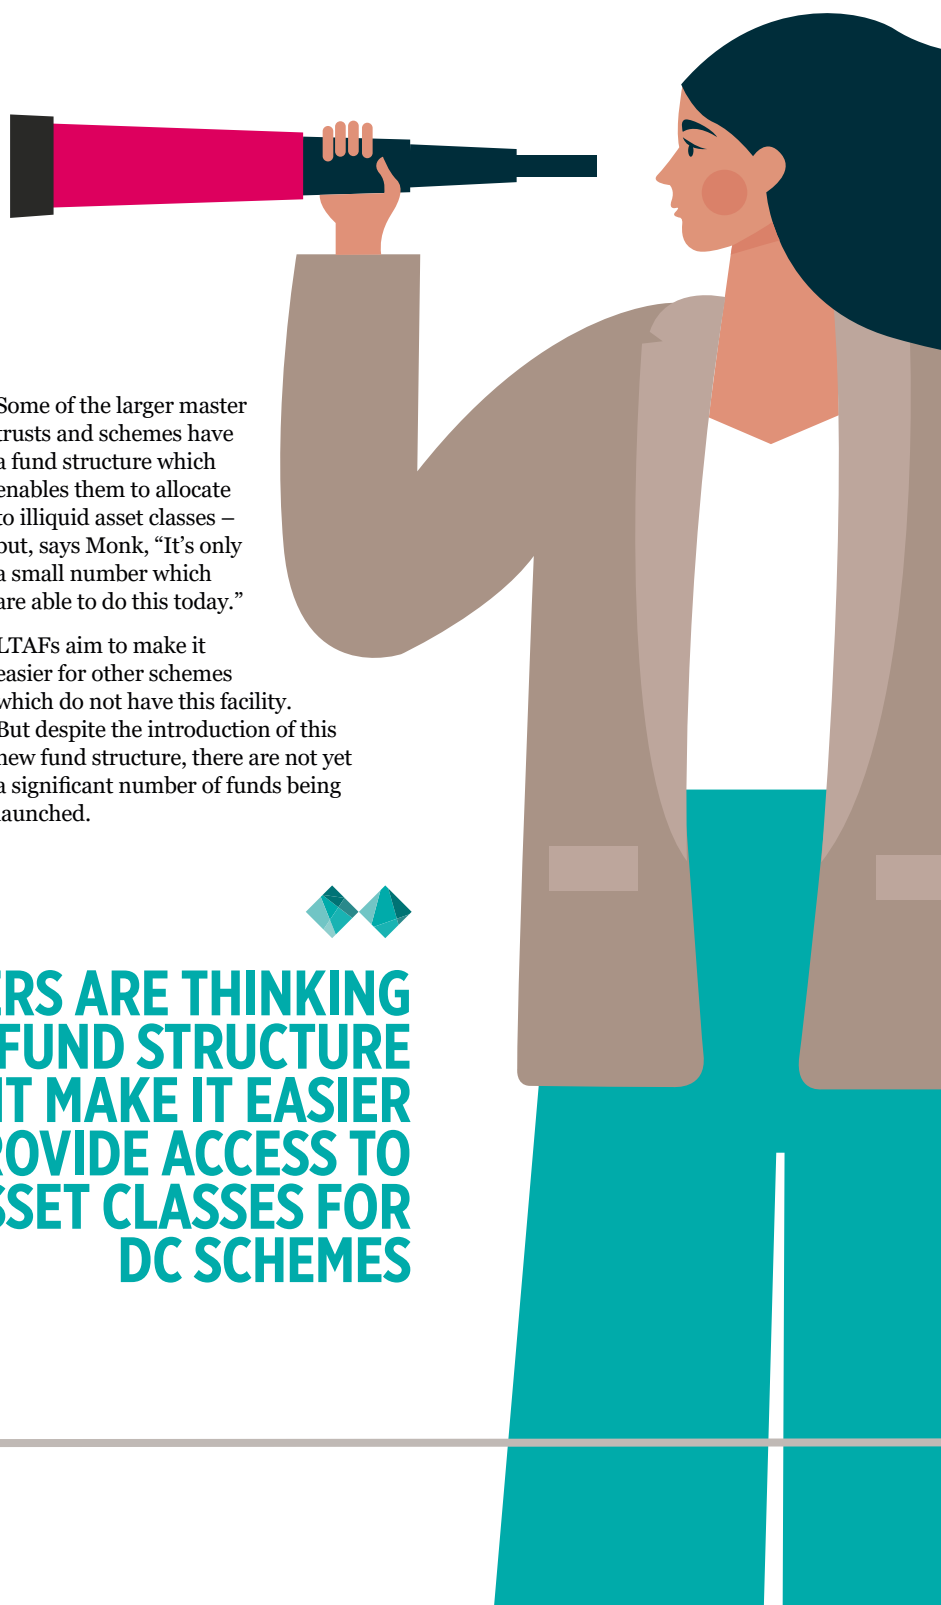 Some of the larger master
trusts and schemes have
a fund structure which
enables them to allocate
to illiquid asset classes –
but, says Monk, “It’s only
a small number which
are able to do this today.”
LTAFs aim to make it
easier for other schemes
which do not have this facility.
But despite the introduction of this
new fund structure, there are not yet
a significant number of funds being
launched.
ERS ARE THINKING
FUND STRUCTURE
IT MAKE IT EASIER
ROVIDE ACCESS TO
SSET CLASSES FOR
DC SCHEMES